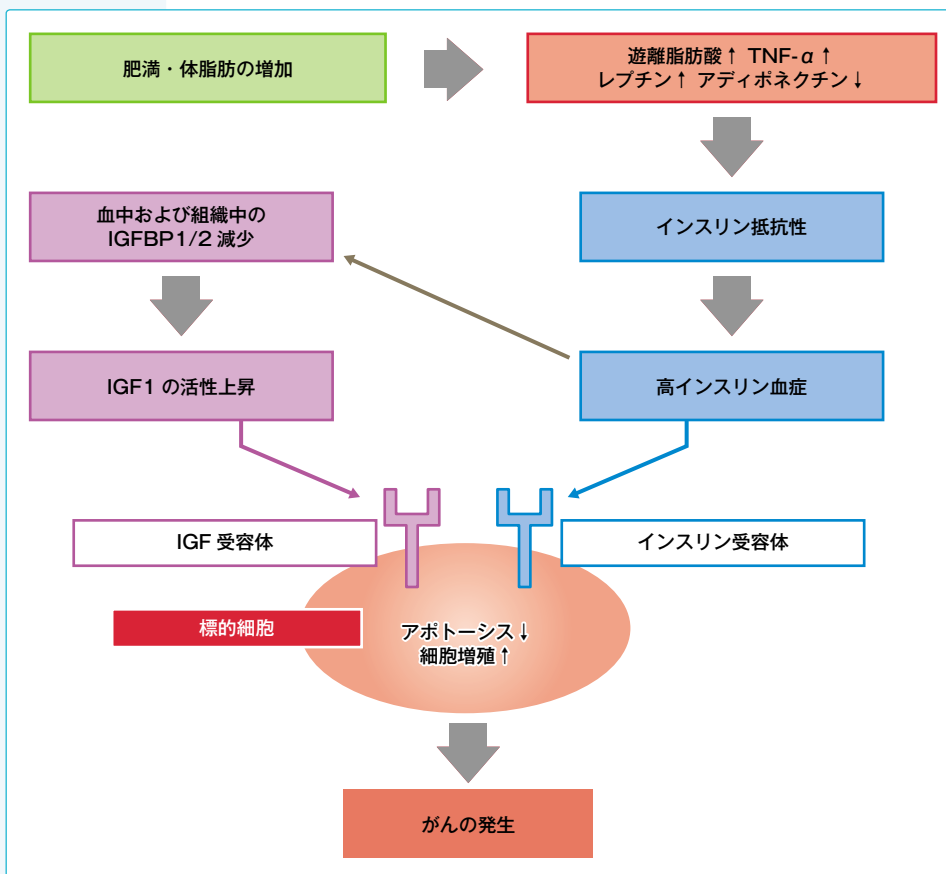 肥満・体脂肪の増加
遊離脂肪酸↑ TNF-α↑
レプチン↑ アディポネクチン↓
血中および組織中の
IGFBP1/2 減少
インスリン抵抗性
IGF1 の活性上昇
高インスリン血症
IGF 受容体
インスリン受容体
標的細胞
アポトーシス↓
細胞増殖↑
がんの発生